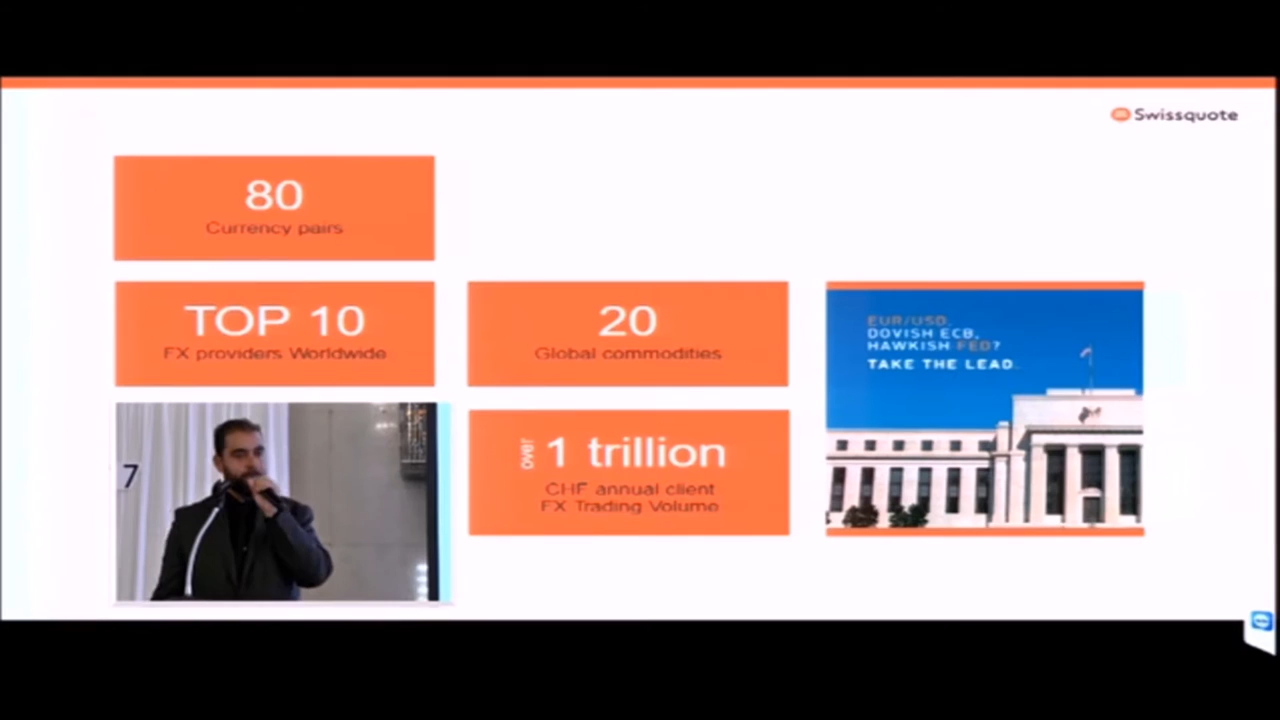 Swissquote
80
Currency pairs
TOP 10
FX providers Worldwide
20
Global commodities
EUR/USD.
DOVISH ECB,
HAWKISH FED?
TAKE THE LEAD.
7
over
1 trillion
CHF annual client
FX Trading Volume